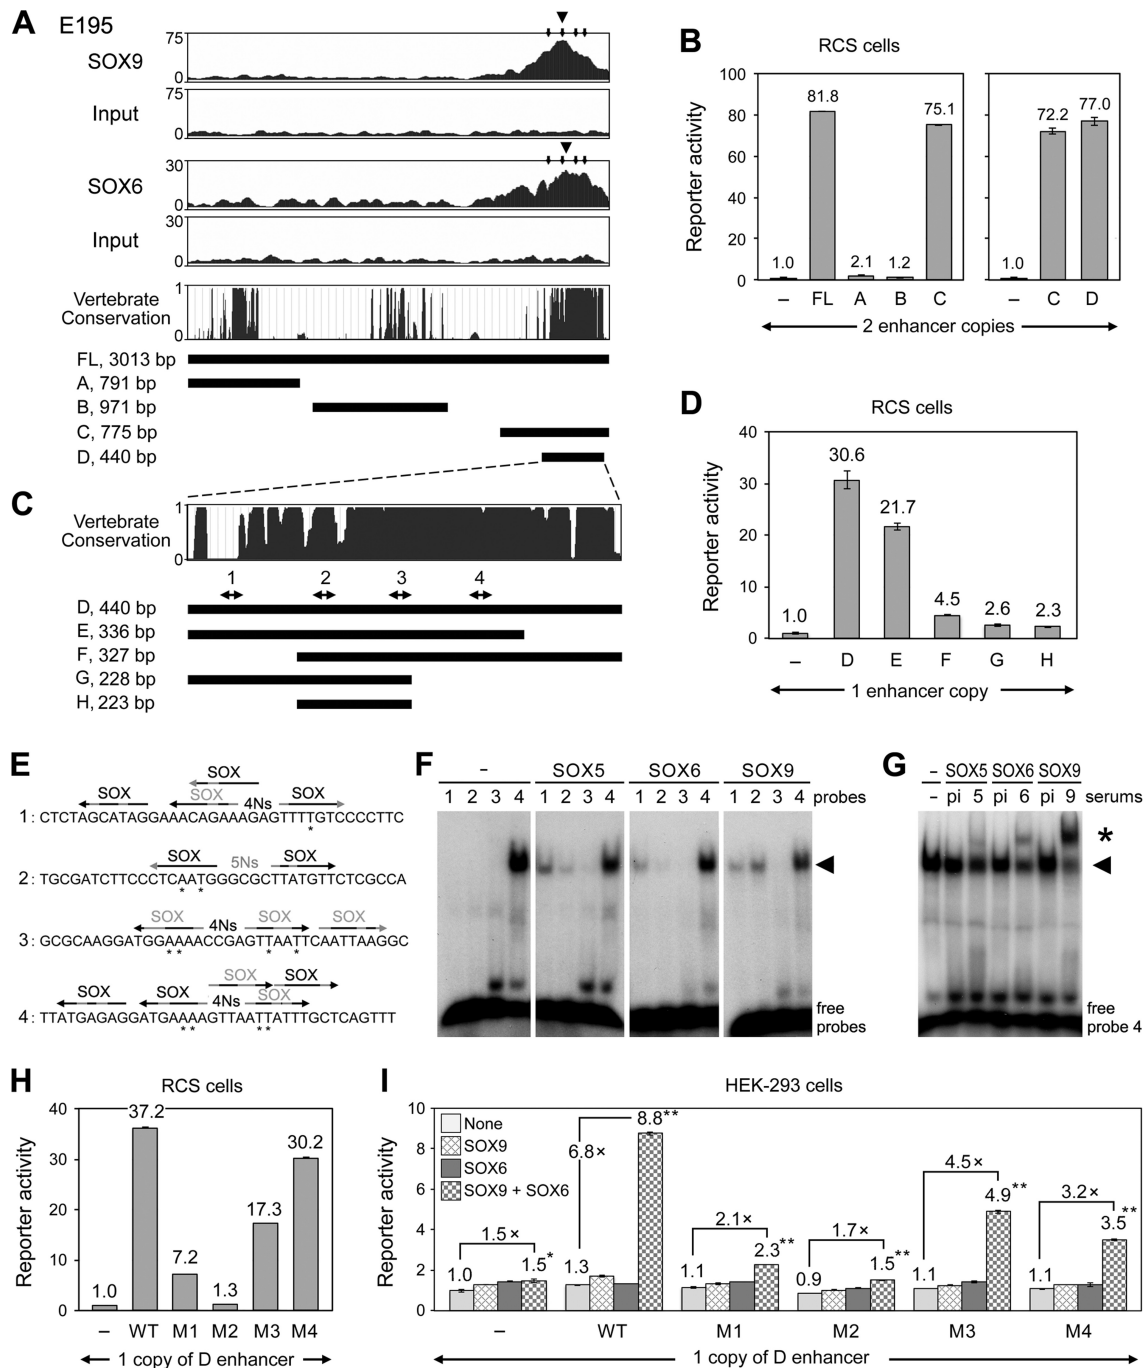 A E195
75
SOX9
0
75
Input
0
30
SOX6
0
30
Input
0
1
Vertebrate
Conservation
0
FL, 3013 bp
A, 791 bp
B, 971 bp
C, 775 bp
D, 440 bp
B RCS cells
Reporter activity
100
80
60
40
20
0
1.0 81.8 2.1 1.2 75.1
– FL A B C
1.0 72.2 77.0
– C D
2 enhancer copies
C
1
Vertebrate
Conservation
0
1 2 3 4
D, 440 bp
E, 336 bp
F, 327 bp
G, 228 bp
H, 223 bp
D RCS cells
Reporter activity
40
30
20
10
0
1.0 30.6 21.7 4.5 2.6 2.3
– D E F G H
1 enhancer copy
E
SOX
SOX SOX 4Ns SOX
1 : CTCTAGCATAGGAAACAGAAAGAGTTTTGTCCCCTTC
*
SOX 5Ns SOX
2 : TGCGATCTTCCCTCAATGGGCGCTTATGTTCTCGCCA
* *
SOX 4Ns SOX SOX
3 : GCGCAAGGATGGAAAACCGAGTTAATTCAATTAAGGC
* * * *
SOX SOX
SOX SOX 4Ns SOX
4 : TTATGAGAGGATGAAAAGTTAATTATTTGCTCAGTTT
** **
F
– SOX5 SOX6 SOX9
1 2 3 4 1 2 3 4 1 2 3 4 1 2 3 4 probes
free
probes
G
– SOX5 SOX6 SOX9
– pi 5 pi 6 pi 9 serums
*
free
probe 4
H RCS cells
Reporter activity
40
30
20
10
0
1.0 37.2 7.2 1.3 17.3 30.2
– WT M1 M2 M3 M4
1 copy of D enhancer
I HEK-293 cells
Reporter activity
10
8
6
4
2
0
None
SOX9
SOX6
SOX9 + SOX6
1.0 1.5 × 1.5*
1.3 6.8× 8.8**
1.1 2.1 × 2.3**
0.9 1.7 × 1.5**
1.1 4.5 × 4.9**
1.1 3.2 × 3.5**
– WT M1 M2 M3 M4
1 copy of D enhancer